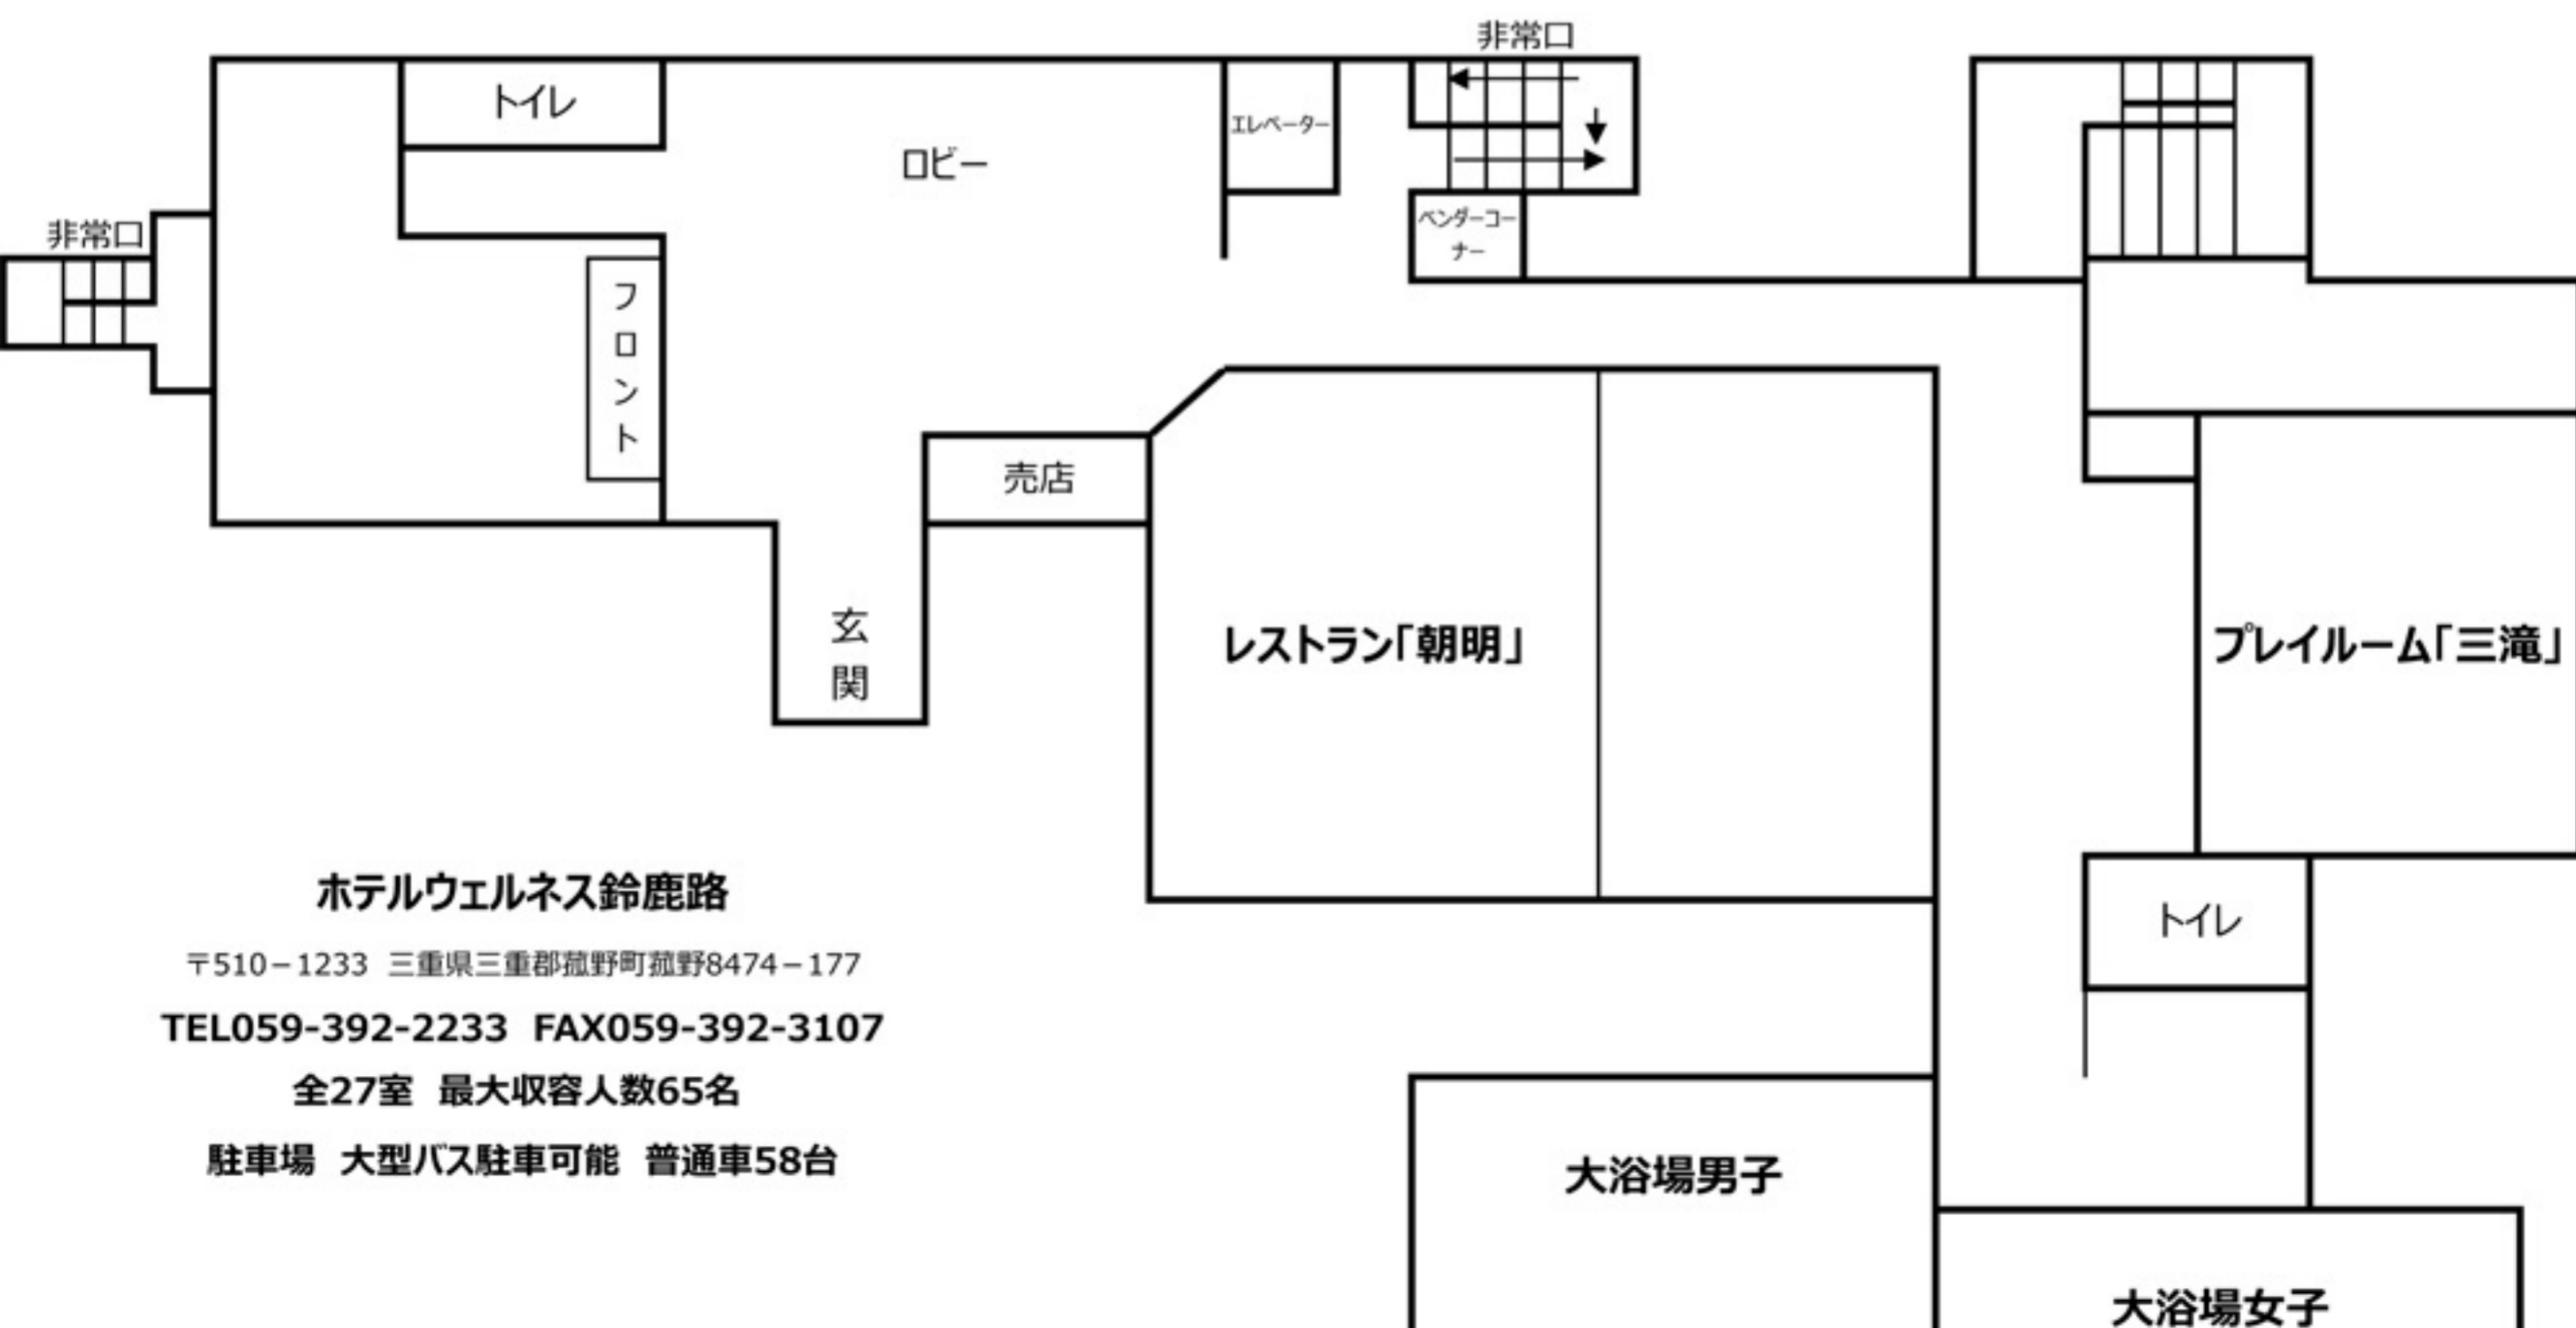 非常口
トイレ
エレベーター
ロビー
ベンダーコー
ナー
非常口
フロント
売店
玄関
レストラン「朝明」
プレイルーム「三滝」
ホテルウェルネス鈴鹿路
〒510－1233 三重県三重郡菰野町菰野8474－177
TEL059-392-2233 FAX059-392-3107
全27室 最大収容人数65名
駐車場 大型バス駐車可能 普通車58台
トイレ
大浴場男子
大浴場女子